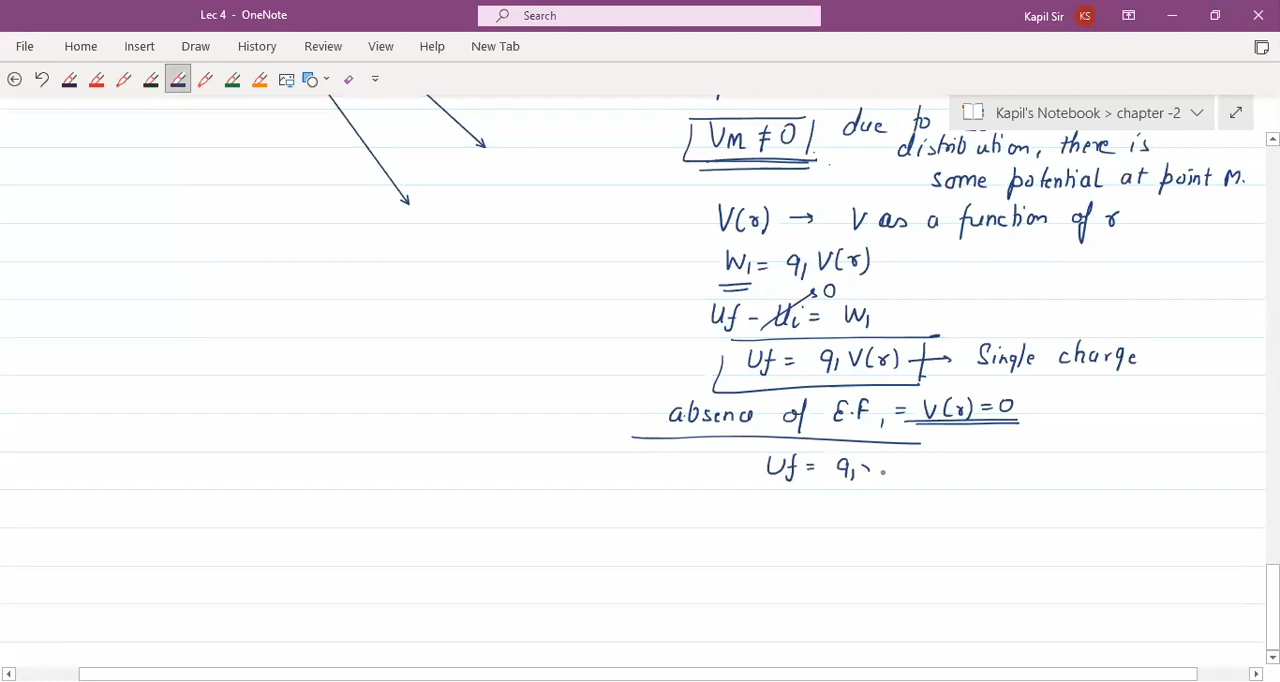 Lec 4 - OneNote
Search
Kapil Sir KS
File Home Insert Draw History Review View Help New Tab
Kapil's Notebook > chapter -2
VM ≠ 0 due to
distribution, there is
some potential at point M.
V(r) → V as a function of r
W1 = q1 V(r)
Uf - Ui = W1
0
Uf = q1 V(r) → Single charge
absence of E.F, = V(r) = 0
Uf = q1